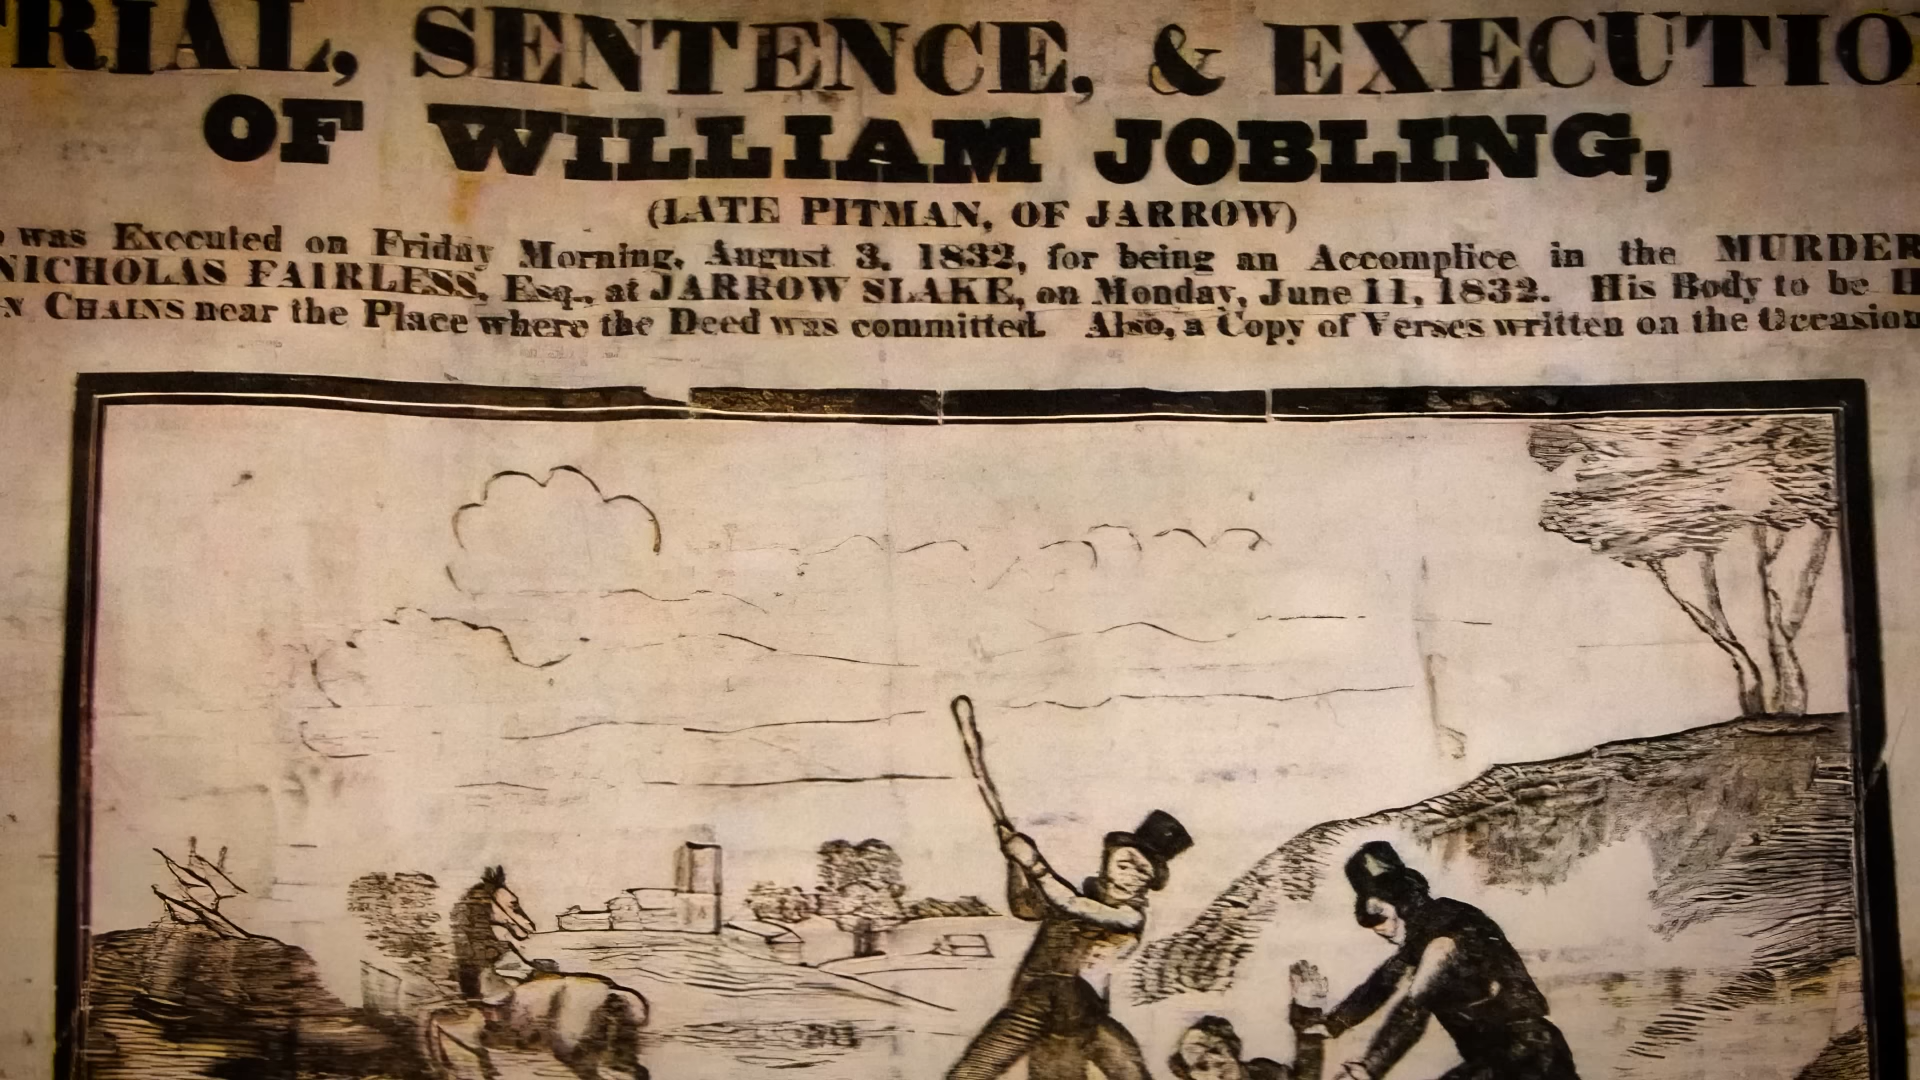 TRIAL, SENTENCE, & EXECUTION
OF WILLIAM JOBLING,
(LATE PITMAN, OF JARROW)
was Executed on Friday Morning, August 3, 1832, for being an Accomplice in the MURDER
NICHOLAS FAIRLESS, Esq., at JARROW SLAKE, on Monday, June 11, 1832. His Body to be H
N CHAINS near the Place where the Deed was committed. Also, a Copy of Verses written on the Occasion